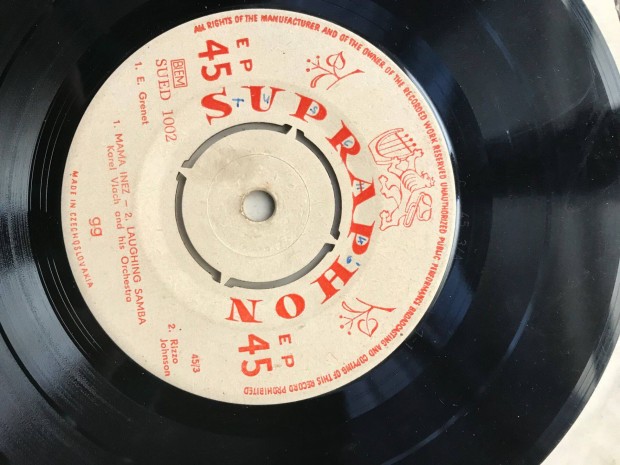 ALL RIGHTS OF THE MANUFACTURER AND OF THE OWNER OF THE RECORDED WORK RESERVED UNAUTHORIZED PUBLIC PERFORMANCE BROADCASTING AND COPYING OF THIS RECORD PROHIBITED
SUPRAPHON
EP
45
EP
45
BIEM
SUED 1002
45/3
1. E. Grenet
2. Rizzo
Johnson
1. MAMA INEZ – 2. LAUGHING SAMBA
Karel Vlach and his Orchestra
gg
MADE IN CZECHOSLOVAKIA